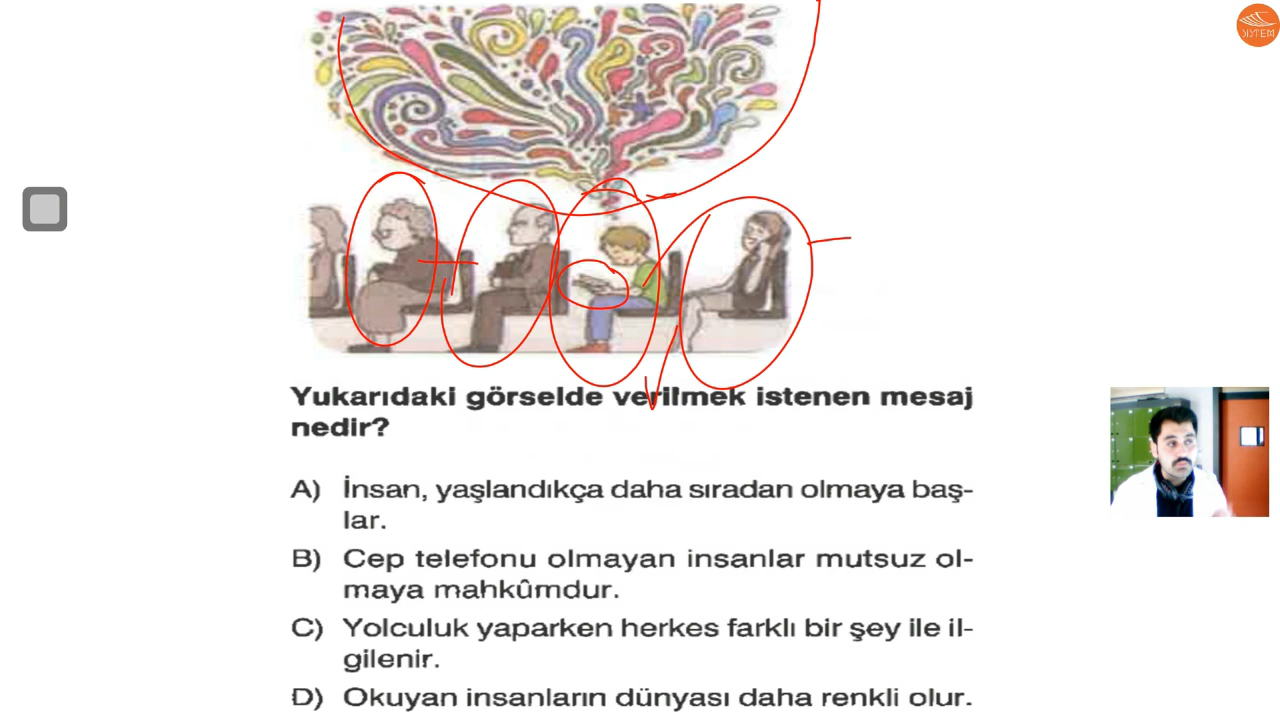 SISTEM
Yukarıdaki görselde verilmek istenen mesaj
nedir?
A) İnsan, yaşlandıkça daha sıradan olmaya baş-
lar.
B) Cep telefonu olmayan insanlar mutsuz ol-
maya mahkûmdur.
C) Yolculuk yaparken herkes farklı bir şey ile il-
gilenir.
D) Okuyan insanların dünyası daha renkli olur.